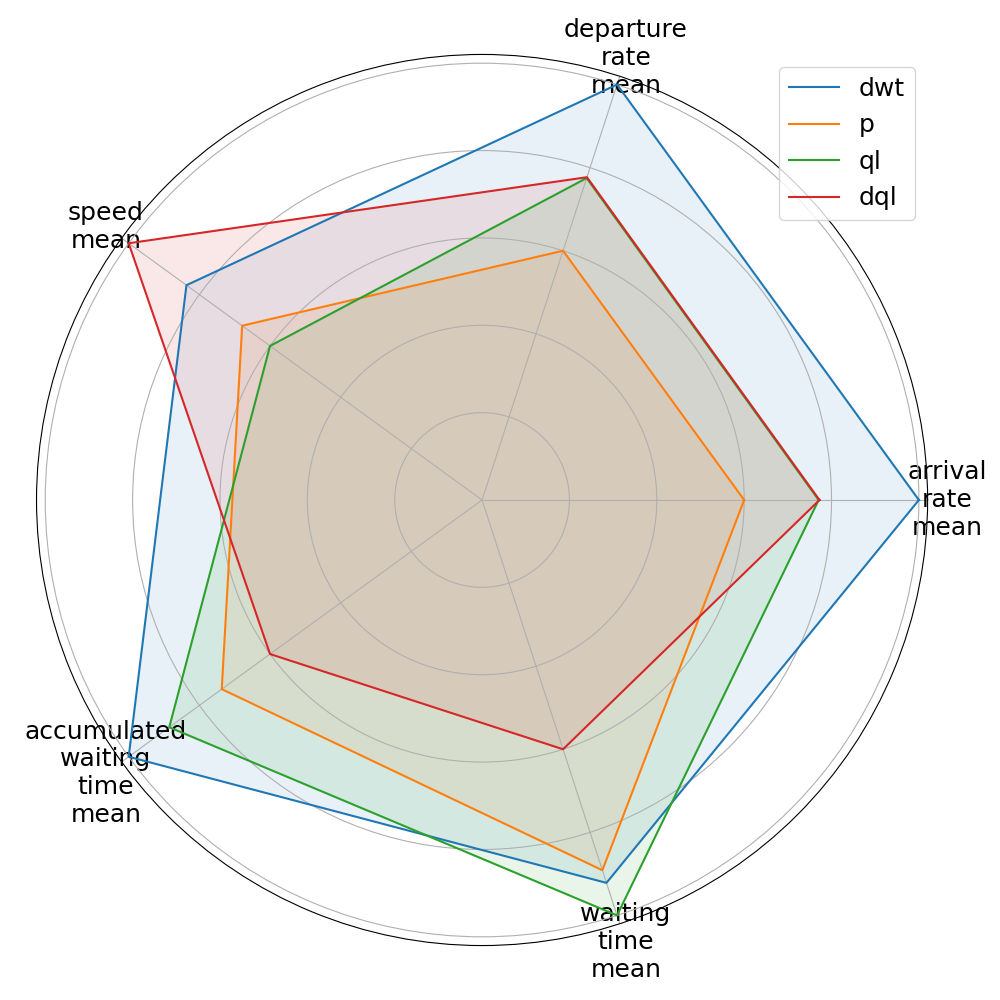 departure
rate
mean
dwt
p
ql
dql
speed
mean
arrival
rate
mean
accumulated
waiting
time
mean
waiting
time
mean